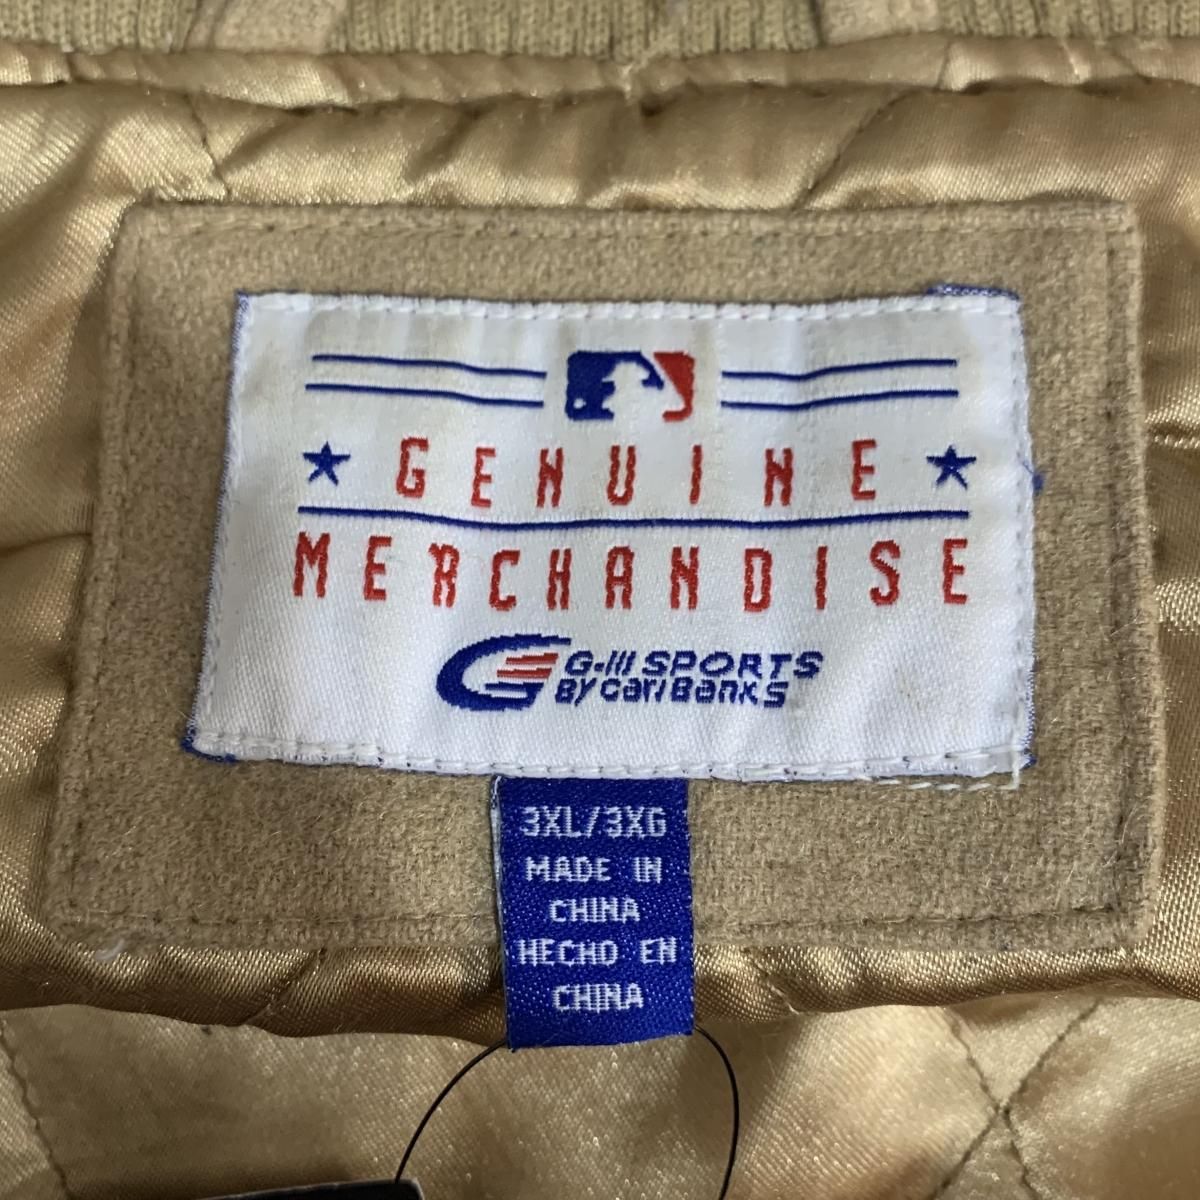 GENUINE
MERCHANDISE
G-III SPORTS
BY Carl Banks
3XL/3XG
MADE IN
CHINA
HECHO EN
CHINA